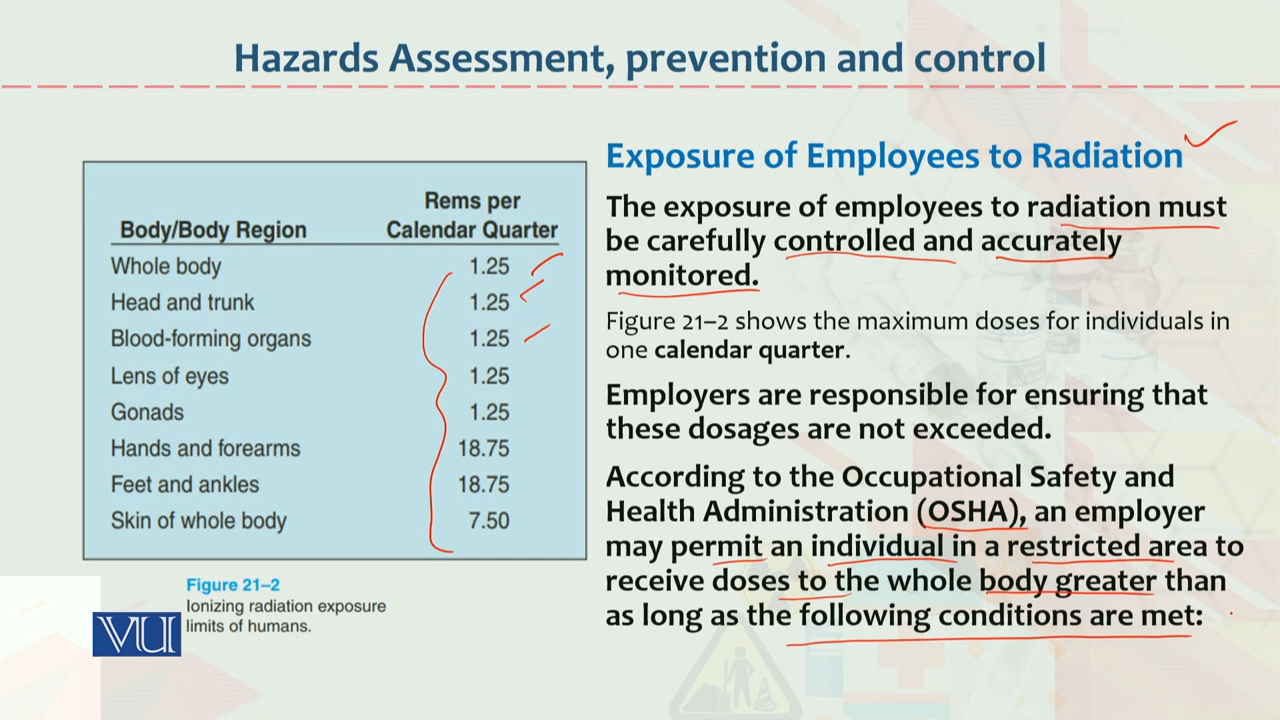 Hazards Assessment, prevention and control
Body/Body Region Rems per Calendar Quarter
Whole body 1.25
Head and trunk 1.25
Blood-forming organs 1.25
Lens of eyes 1.25
Gonads 1.25
Hands and forearms 18.75
Feet and ankles 18.75
Skin of whole body 7.50
Figure 21–2
Ionizing radiation exposure
limits of humans.
VU
Exposure of Employees to Radiation
The exposure of employees to radiation must
be carefully controlled and accurately
monitored.
Figure 21–2 shows the maximum doses for individuals in
one calendar quarter.
Employers are responsible for ensuring that
these dosages are not exceeded.
According to the Occupational Safety and
Health Administration (OSHA), an employer
may permit an individual in a restricted area to
receive doses to the whole body greater than
as long as the following conditions are met: